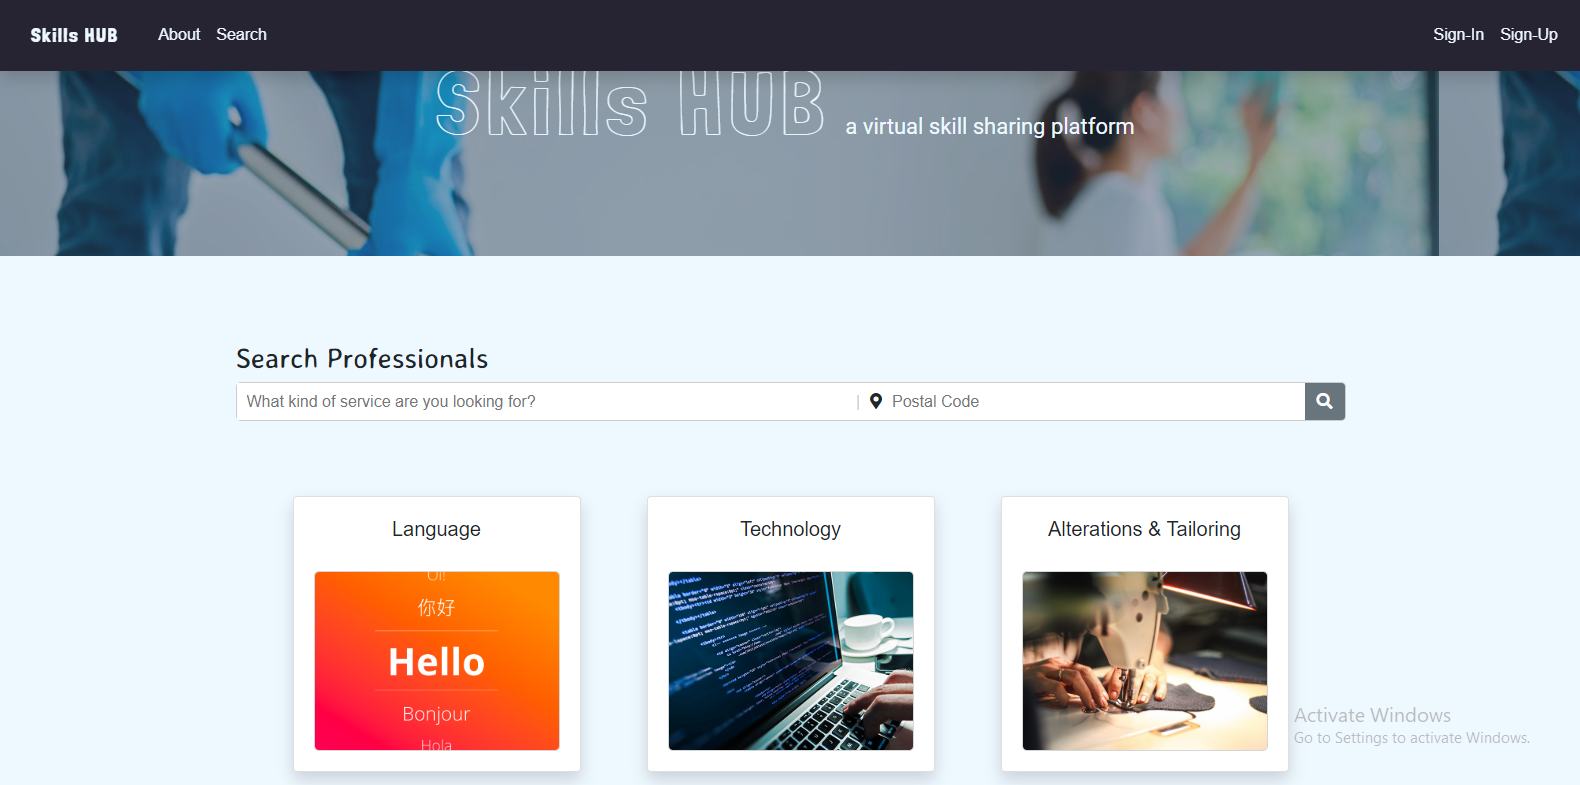 Skills HUB About Search Sign-In Sign-Up
Skills HUB a virtual skill sharing platform
Search Professionals
What kind of service are you looking for? | Postal Code
Language
Technology
Alterations & Tailoring
Oi!
你好
Hello
Bonjour
Hola
Activate Windows
Go to Settings to activate Windows.